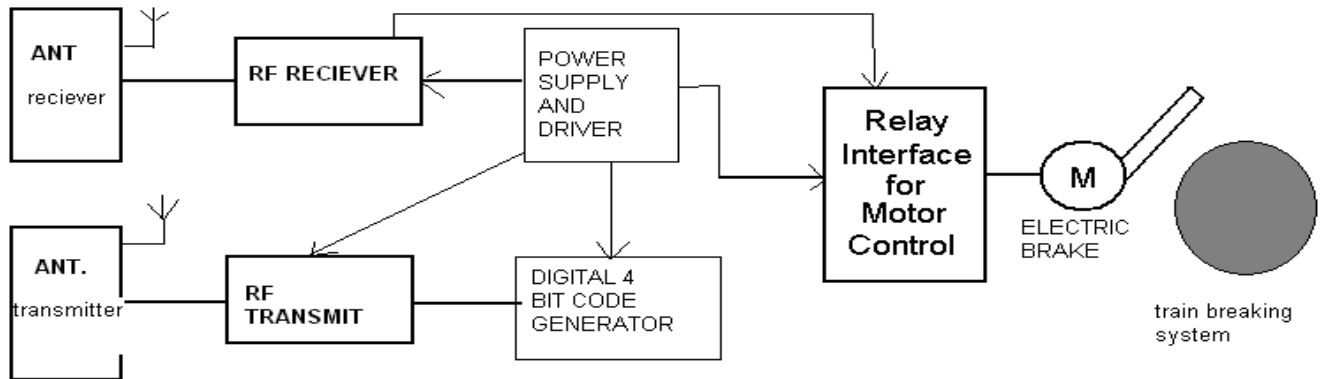 ANT
reciever
RF RECIEVER
POWER
SUPPLY
AND
DRIVER
Relay
Interface
for
Motor
Control
M
ELECTRIC
BRAKE
train breaking
system
ANT.
transmitter
RF
TRANSMIT
DIGITAL 4
BIT CODE
GENERATOR